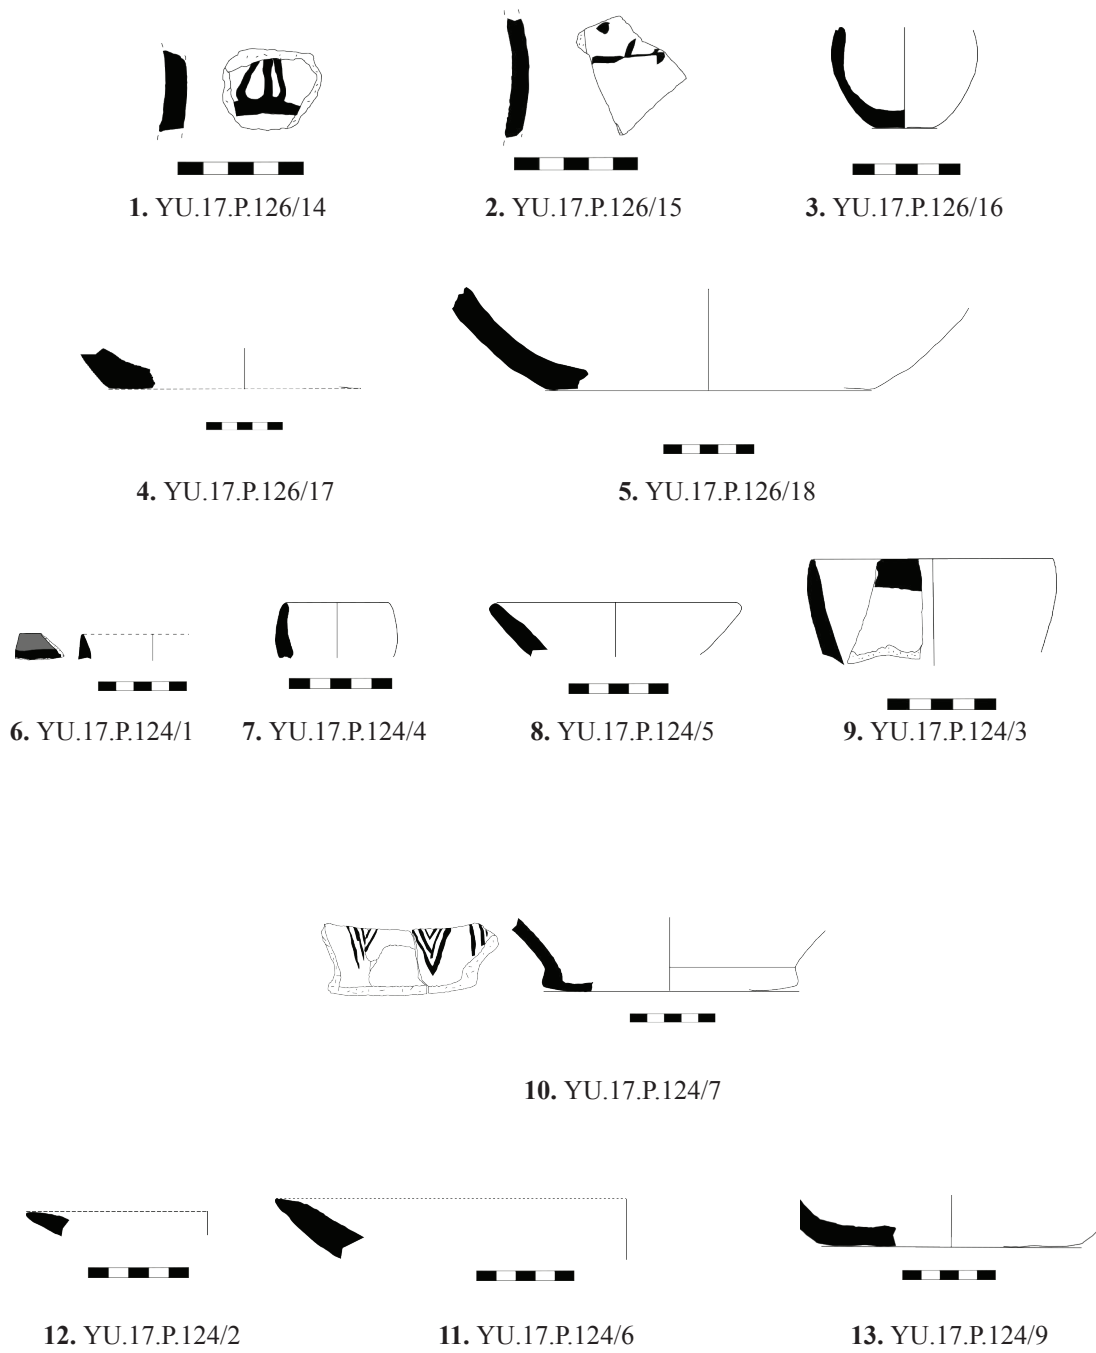 1. YU.17.P.126/14
2. YU.17.P.126/15
3. YU.17.P.126/16
4. YU.17.P.126/17
5. YU.17.P.126/18
6. YU.17.P.124/1
7. YU.17.P.124/4
8. YU.17.P.124/5
9. YU.17.P.124/3
10. YU.17.P.124/7
12. YU.17.P.124/2
11. YU.17.P.124/6
13. YU.17.P.124/9